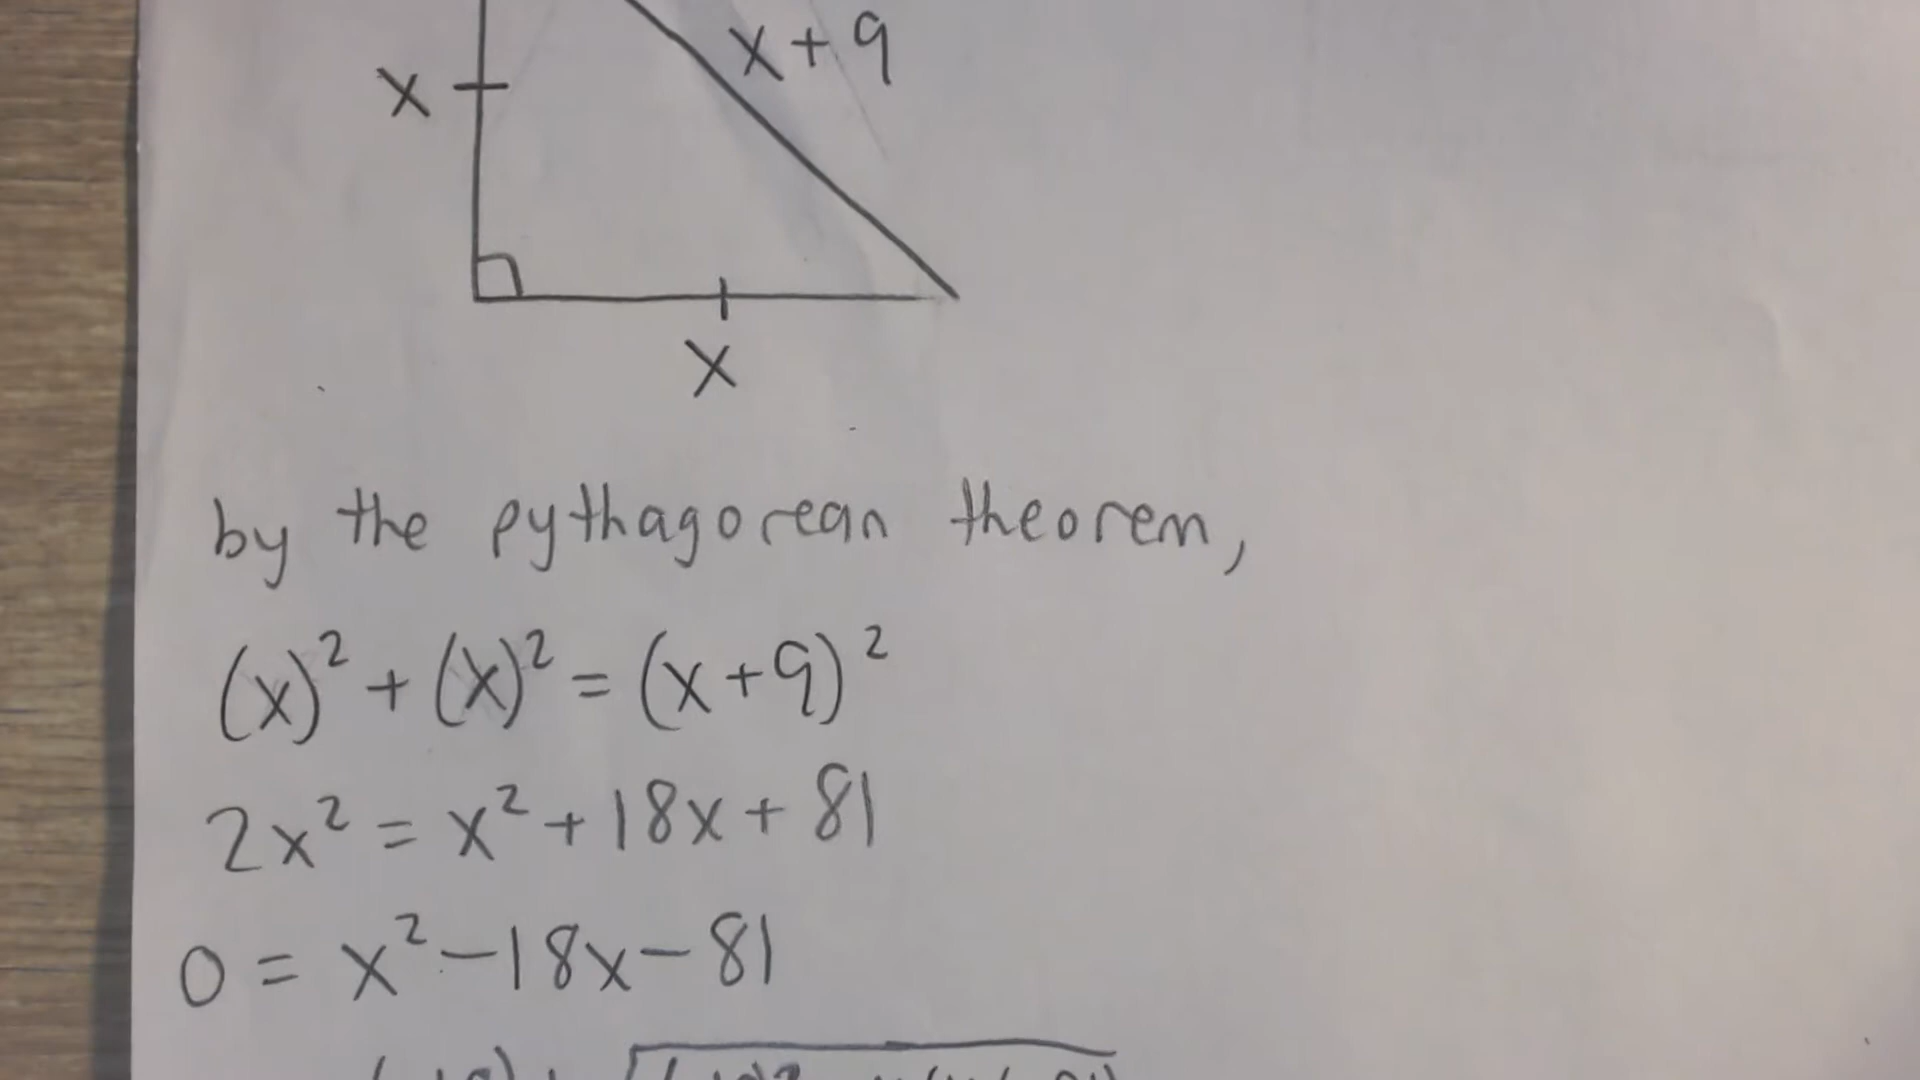 x+9
x
x
by the pythagorean theorem,
(x)² + (x)² = (x+9)²
2x² = x² + 18x + 81
0 = x² - 18x - 81